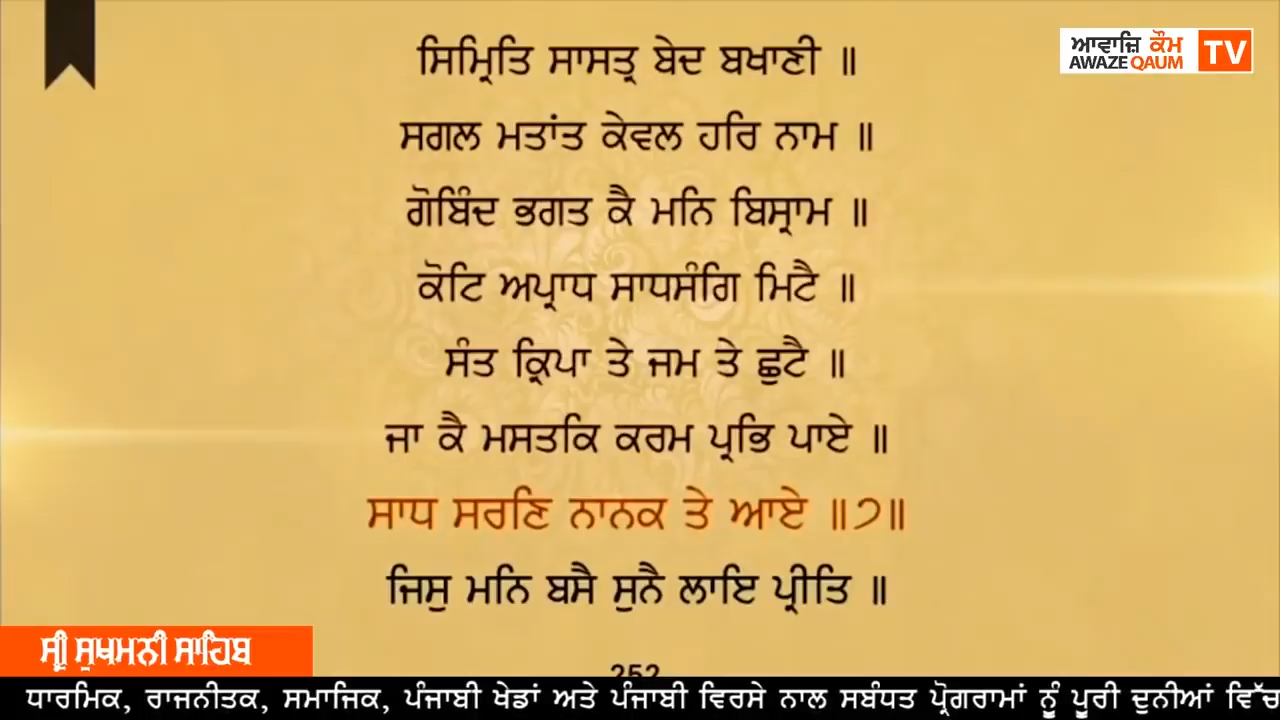 ਆਵਾਜ਼ਿ ਕੌਮ
AWAZE QAUM TV
ਸਿਮ੍ਰਿਤਿ ਸਾਸਤ੍ਰ ਬੇਦ ਬਖਾਣੀ ॥
ਸਗਲ ਮਤਾਂਤ ਕੇਵਲ ਹਰਿ ਨਾਮ ॥
ਗੋਬਿੰਦ ਭਗਤ ਕੈ ਮਨਿ ਬਿਸ੍ਰਾਮ ॥
ਕੋਟਿ ਅਪ੍ਰਾਧ ਸਾਧਸੰਗਿ ਮਿਟੈ ॥
ਸੰਤ ਕ੍ਰਿਪਾ ਤੇ ਜਮ ਤੇ ਛੁਟੈ ॥
ਜਾ ਕੈ ਮਸਤਕਿ ਕਰਮ ਪ੍ਰਭਿ ਪਾਏ ॥
ਸਾਧ ਸਰਣਿ ਨਾਨਕ ਤੇ ਆਏ ॥੭॥
ਜਿਸੁ ਮਨਿ ਬਸੈ ਸੁਨੈ ਲਾਇ ਪ੍ਰੀਤਿ ॥
252
ਸ੍ਰੀ ਸੁਖਮਨੀ ਸਾਹਿਬ
ਧਾਰਮਿਕ, ਰਾਜਨੀਤਕ, ਸਮਾਜਿਕ, ਪੰਜਾਬੀ ਖੇਡਾਂ ਅਤੇ ਪੰਜਾਬੀ ਵਿਰਸੇ ਨਾਲ ਸਬੰਧਤ ਪ੍ਰੋਗਰਾਮਾਂ ਨੂੰ ਪੂਰੀ ਦੁਨੀਆਂ ਵਿੱਚ